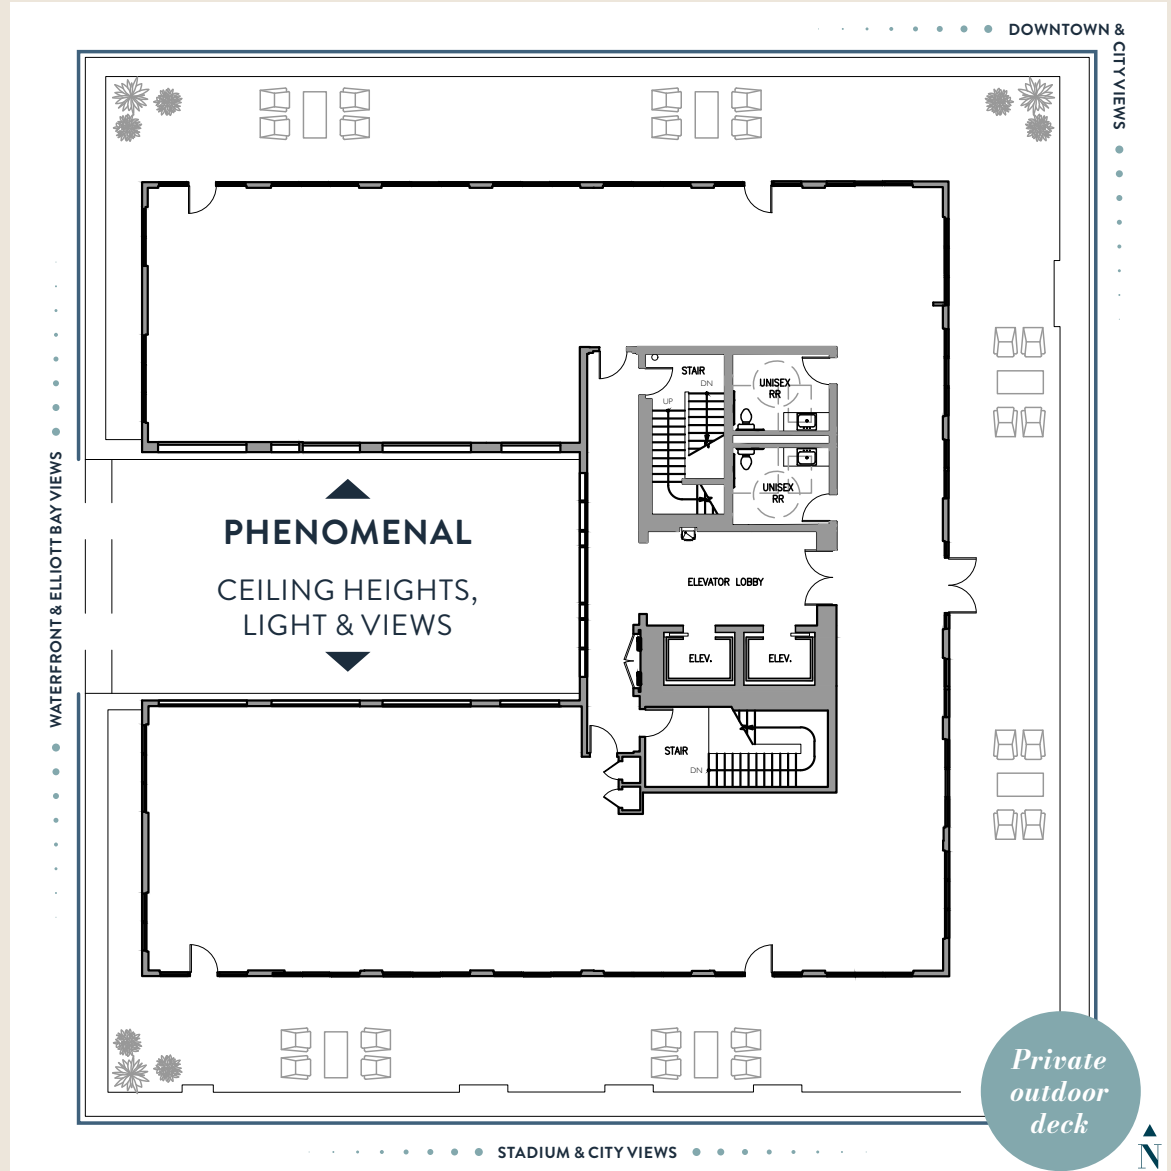 DOWNTOWN &
CITY VIEWS
STAIR
DN
UP
UNISEX
RR
UNISEX
RR
WATERFRONT & ELLIOTT BAY VIEWS
PHENOMENAL
CEILING HEIGHTS,
LIGHT & VIEWS
ELEVATOR LOBBY
ELEV.
ELEV.
STAIR
DN
Private
outdoor
deck
STADIUM & CITY VIEWS
N